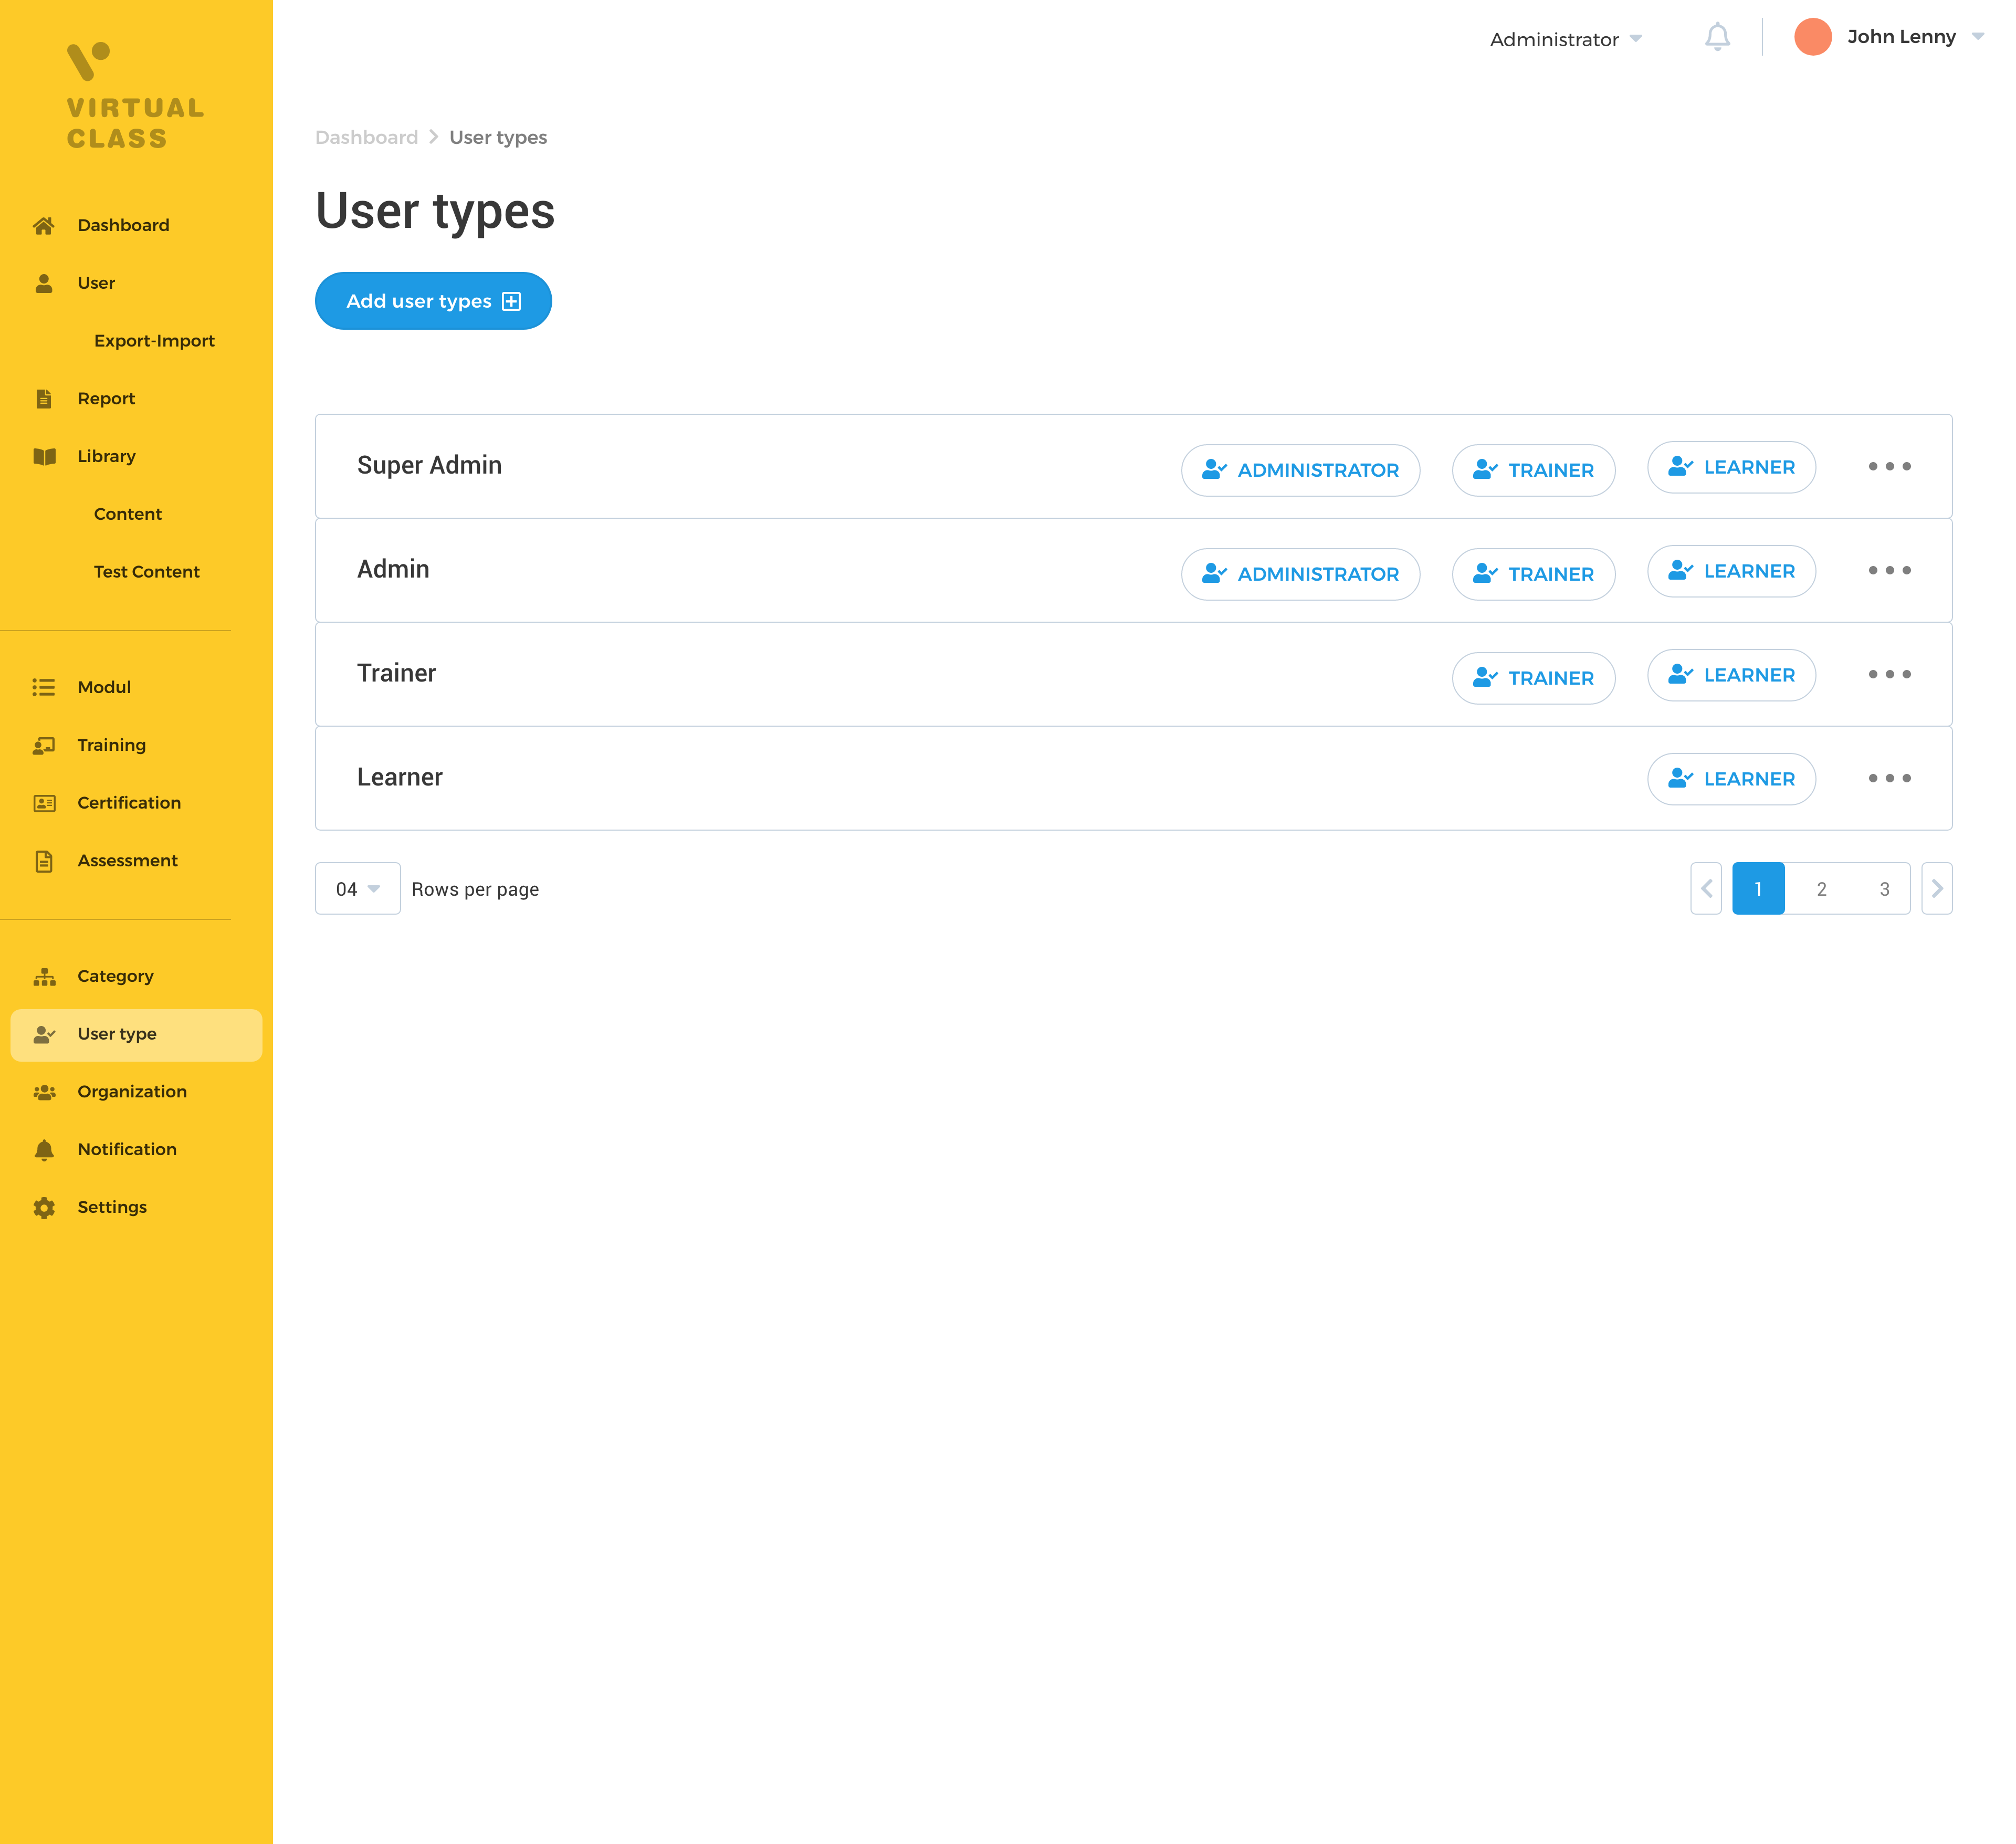 VIRTUAL
CLASS
Dashboard
User
Export-Import
Report
Library
Content
Test Content
Modul
Training
Certification
Assessment
Category
User type
Organization
Notification
Settings
Administrator
John Lenny
Dashboard User types
User types
Add user types
Super Admin ADMINISTRATOR TRAINER LEARNER
Admin ADMINISTRATOR TRAINER LEARNER
Trainer TRAINER LEARNER
Learner LEARNER
04 Rows per page 1 2 3